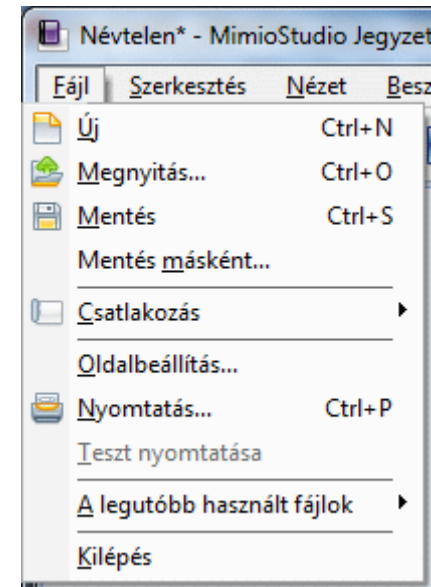 Névtelen* - MimioStudio Jegyzet
Fájl Szerkesztés Nézet Besz
Új Ctrl+N
Megnyitás... Ctrl+O
Mentés Ctrl+S
Mentés másként...
Csatlakozás
Oldalbeállítás...
Nyomtatás... Ctrl+P
Teszt nyomtatása
A legutóbb használt fájlok
Kilépés